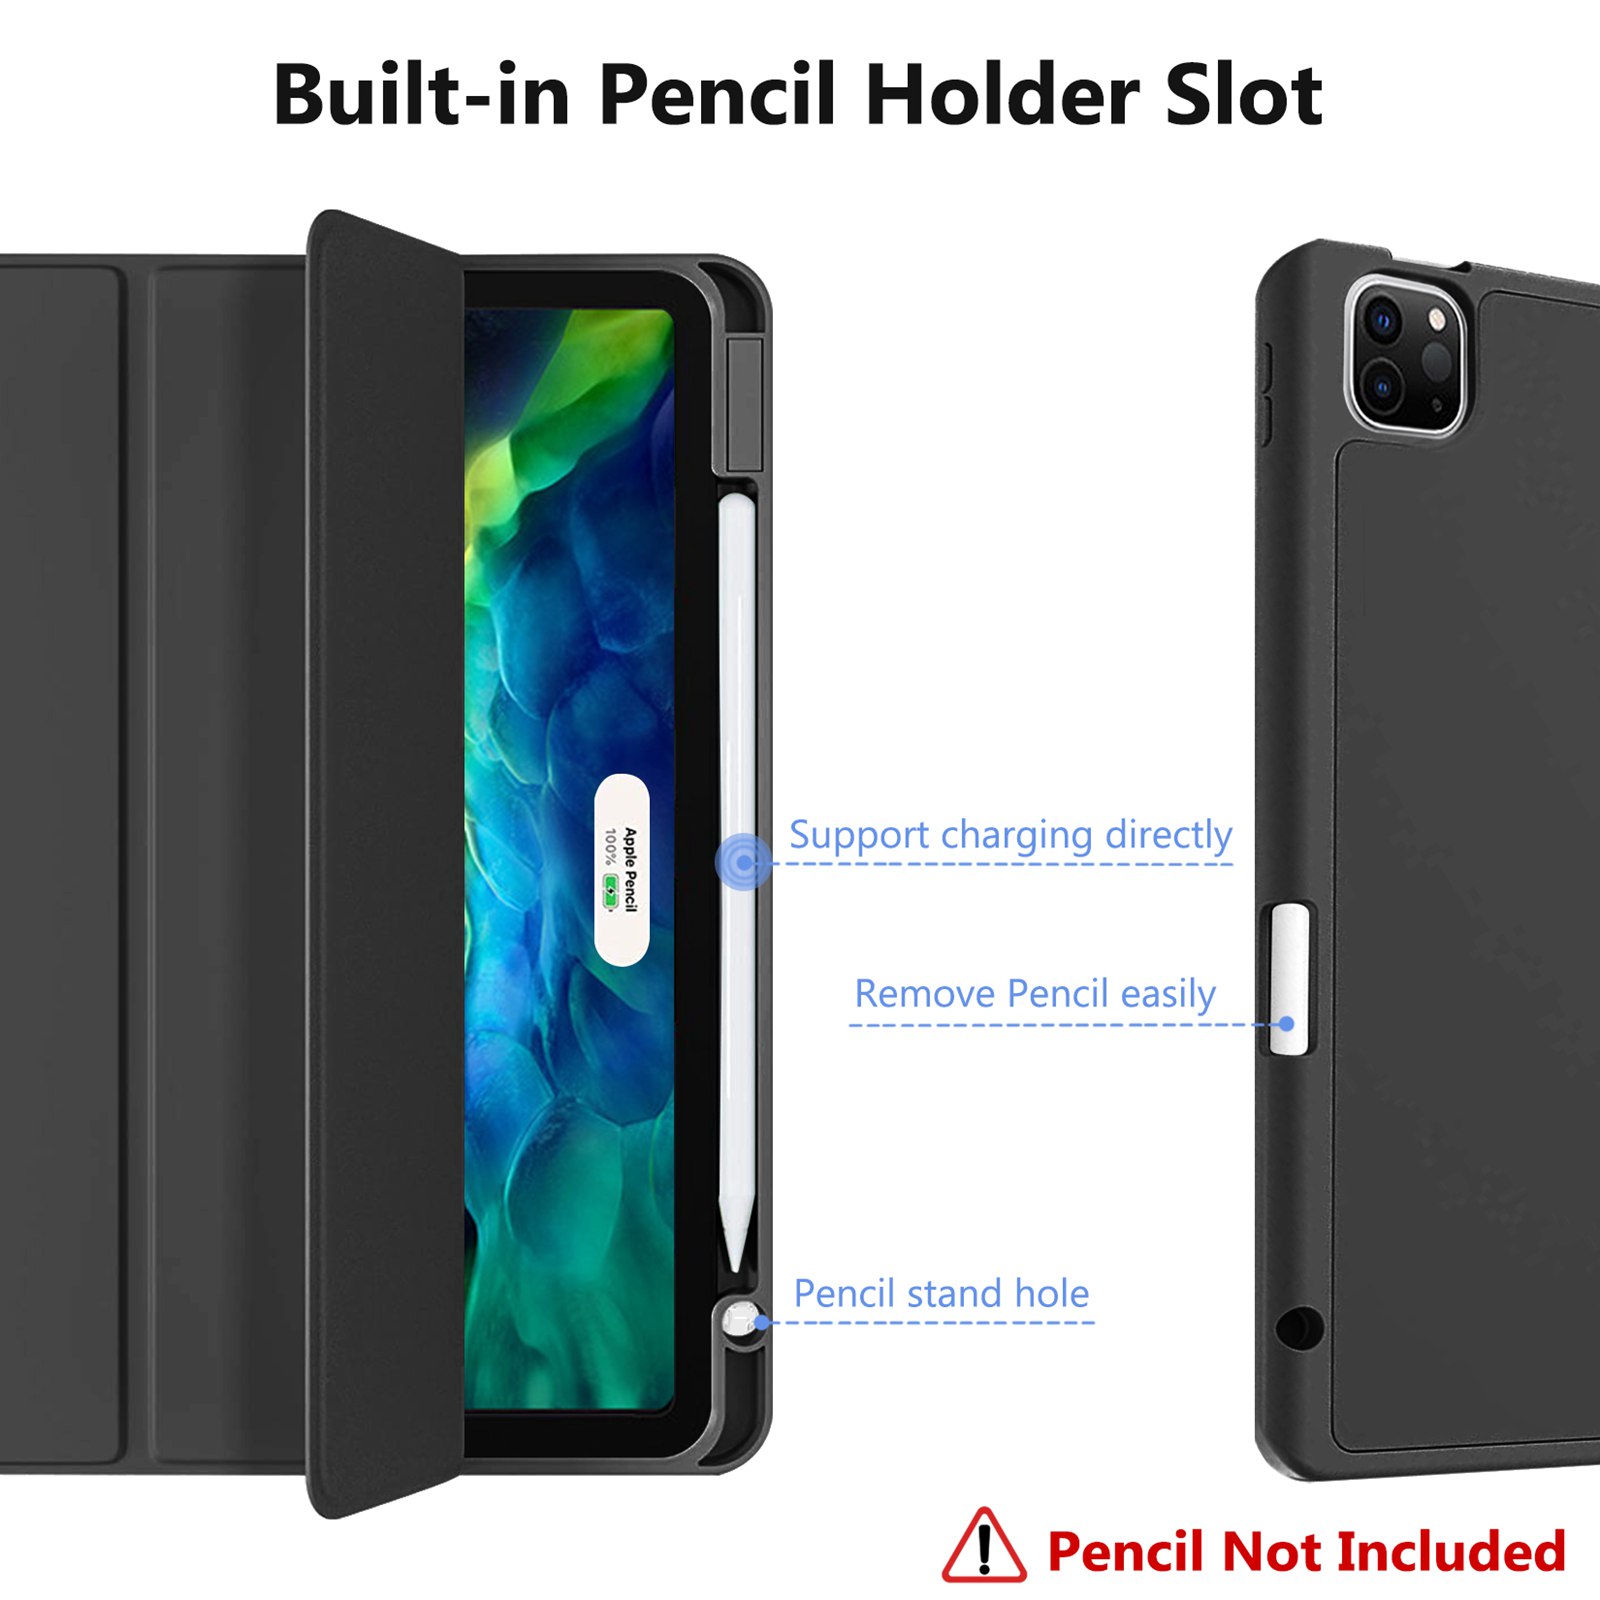 Built-in Pencil Holder Slot
Apple Pencil
100%
Support charging directly
Remove Pencil easily
Pencil stand hole
Pencil Not Included